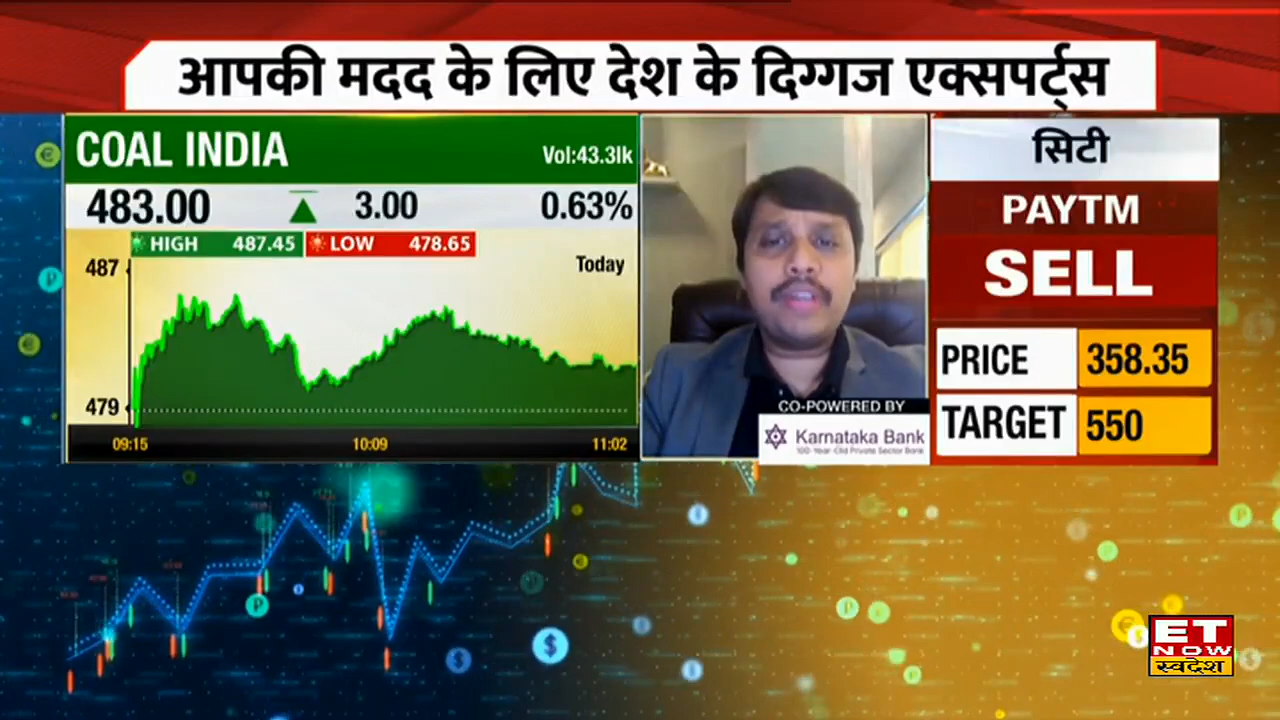 आपकी मदद के लिए देश के दिग्गज एक्सपर्ट्स
COAL INDIA
Vol:43.3lk
483.00 3.00 0.63%
HIGH 487.45 LOW 478.65
487
Today
479
09:15 10:09 11:02
CO-POWERED BY
Karnataka Bank
100-Year-Old Private Sector Bank
सिटी
PAYTM
SELL
PRICE 358.35
TARGET 550
ET
NOW
स्वदेश